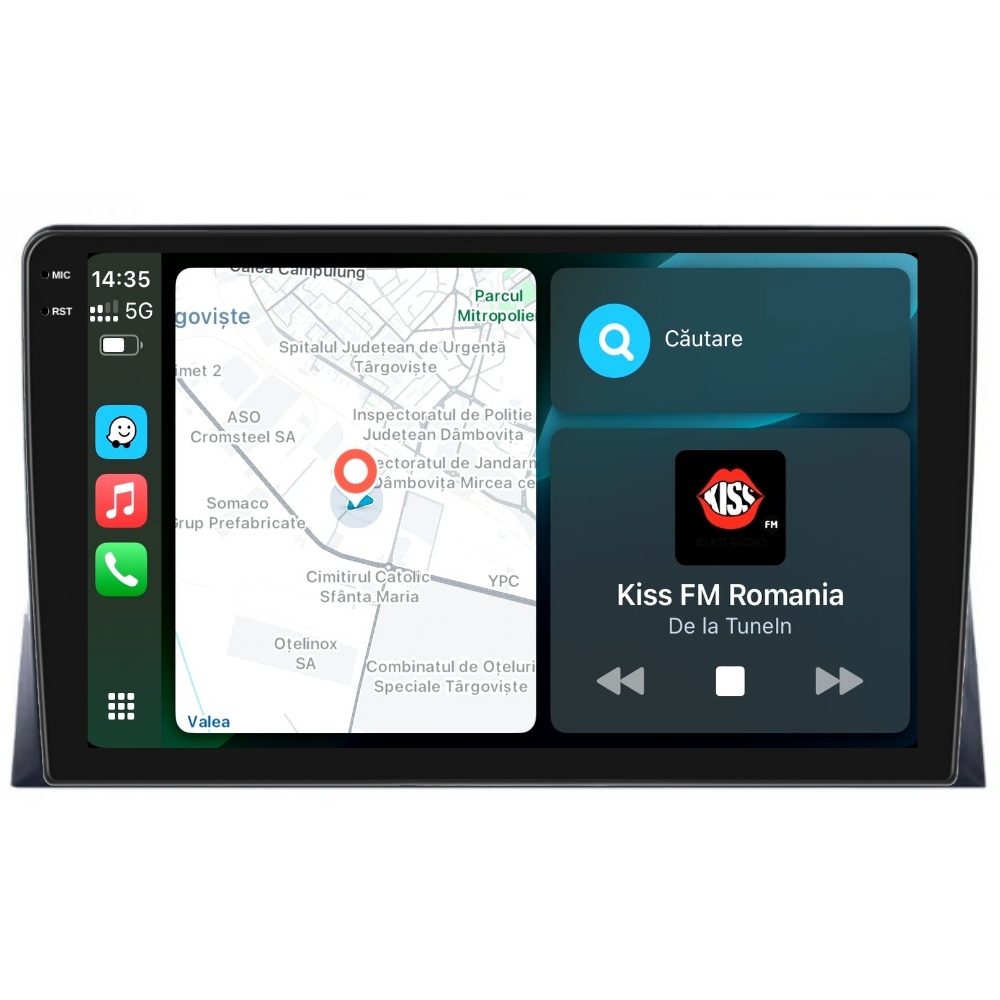 MIC
RST
14:35
5G
Calea Câmpulung
Parcul
Mitropoliei
goviște
Spitalul Județean de Urgență
Târgoviște
imet 2
ASO
Cromsteel SA
Inspectoratul de Poliție
Județean Dâmbovița
ectoratul de Jandarm
Dâmbovița Mircea ce
Somaco
Grup Prefabricate
Cimitirul Catolic
Sfânta Maria
YPC
Oțelinox
SA
Combinatul de Oțeluri
Speciale Târgoviște
Valea
Căutare
KISS
FM
Kiss FM Romania
De la TuneIn